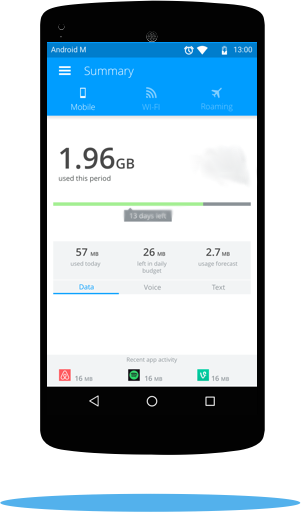 Android M 13:00
Summary
Mobile WI-FI Roaming
1.96GB
used this period
13 days left
57 MB 26 MB 2.7 MB
used today left in daily usage forecast
budget
Data Voice Text
Recent app activity
16 MB 16 MB 16 MB